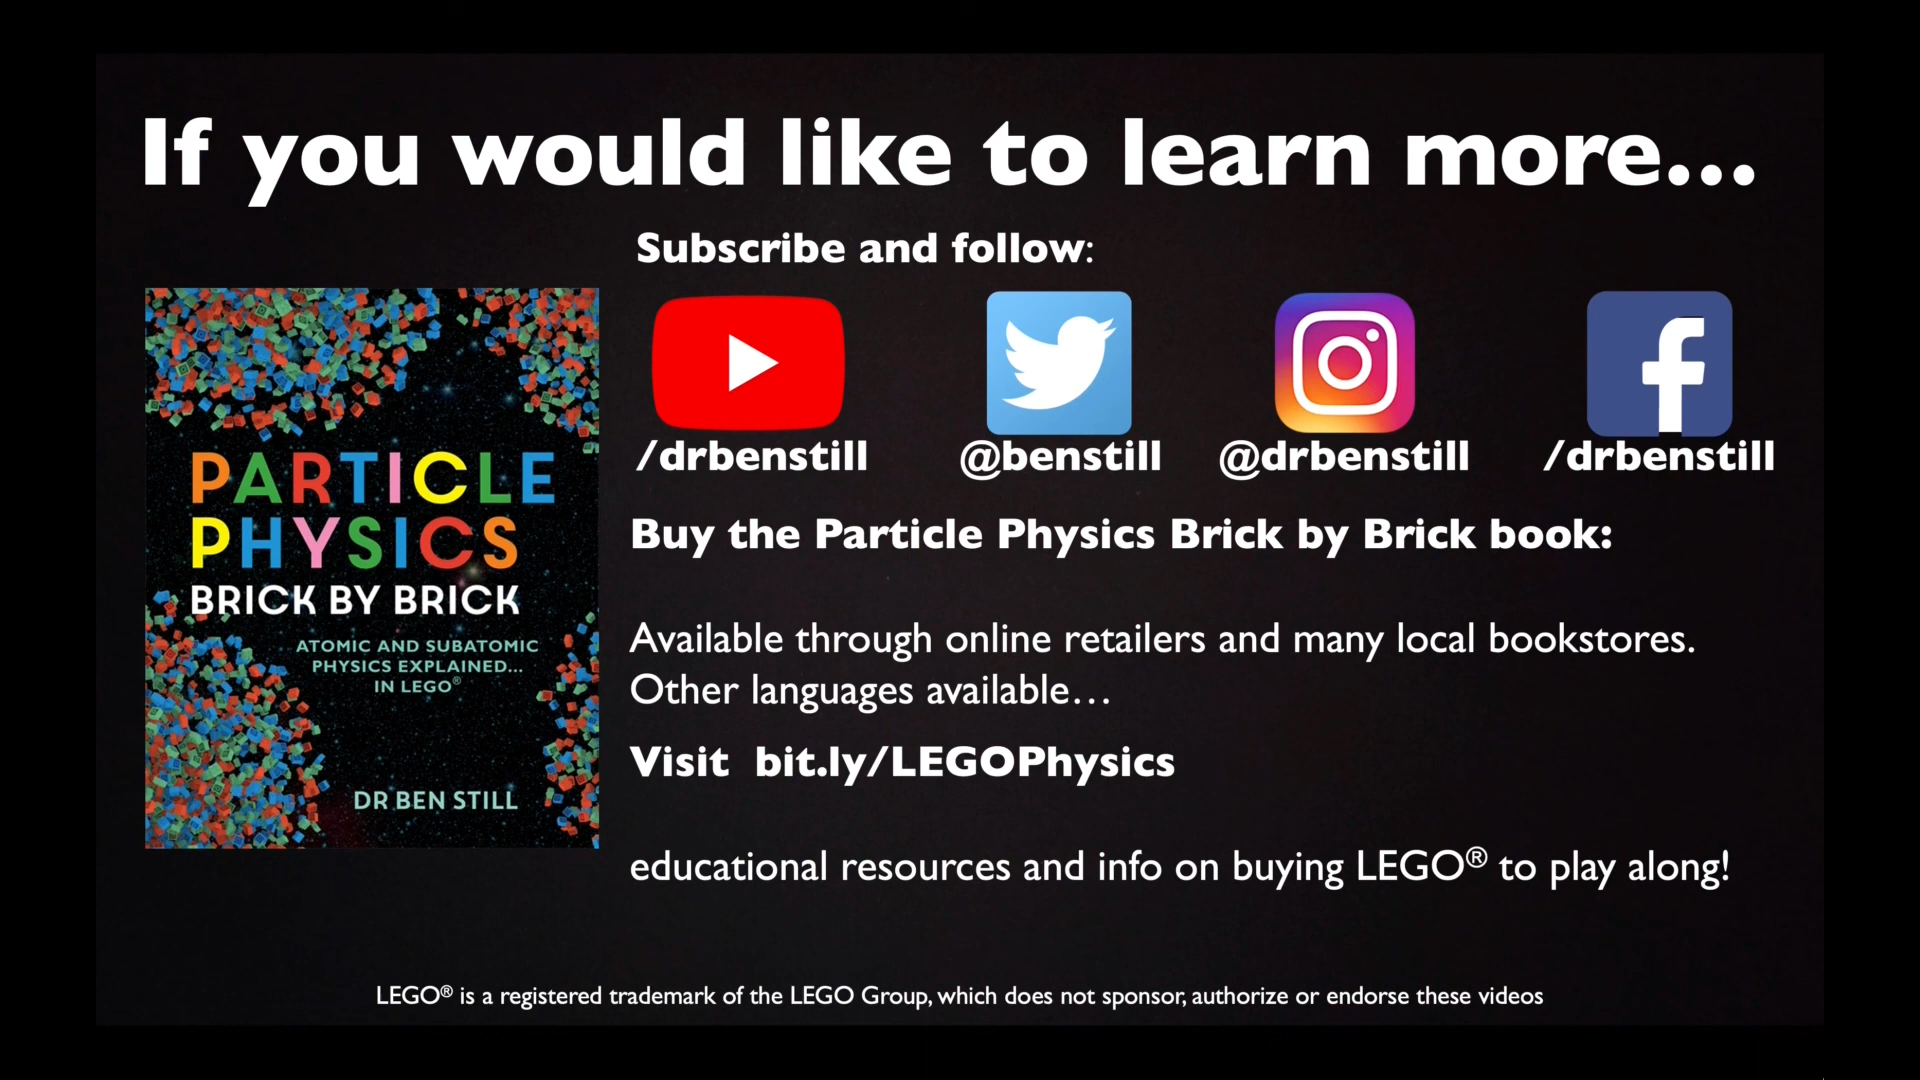 If you would like to learn more…
Subscribe and follow:
/drbenstill
@benstill
@drbenstill
/drbenstill
PARTICLE
PHYSICS
BRICK BY BRICK
ATOMIC AND SUBATOMIC
PHYSICS EXPLAINED...
IN LEGO®
DR BEN STILL
Buy the Particle Physics Brick by Brick book:
Available through online retailers and many local bookstores.
Other languages available…
Visit bit.ly/LEGOPhysics
educational resources and info on buying LEGO® to play along!
LEGO® is a registered trademark of the LEGO Group, which does not sponsor, authorize or endorse these videos